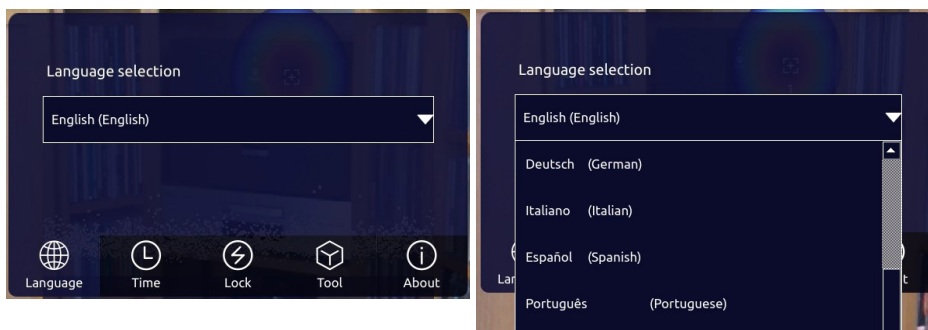 Language selection
English (English)
Language
Time
Lock
Tool
About
Language selection
English (English)
Deutsch (German)
Italiano (Italian)
Español (Spanish)
Português (Portuguese)
Lar
t